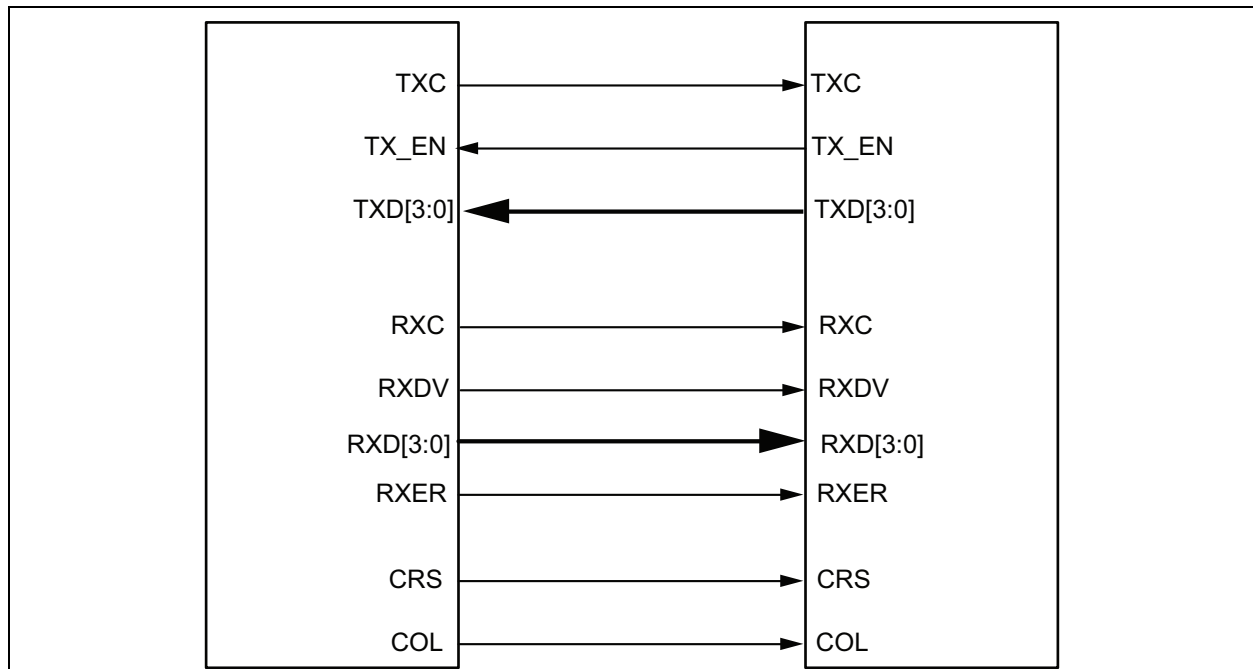 TXC TXC
TX_EN TX_EN
TXD[3:0] TXD[3:0]
RXC RXC
RXDV RXDV
RXD[3:0] RXD[3:0]
RXER RXER
CRS CRS
COL COL